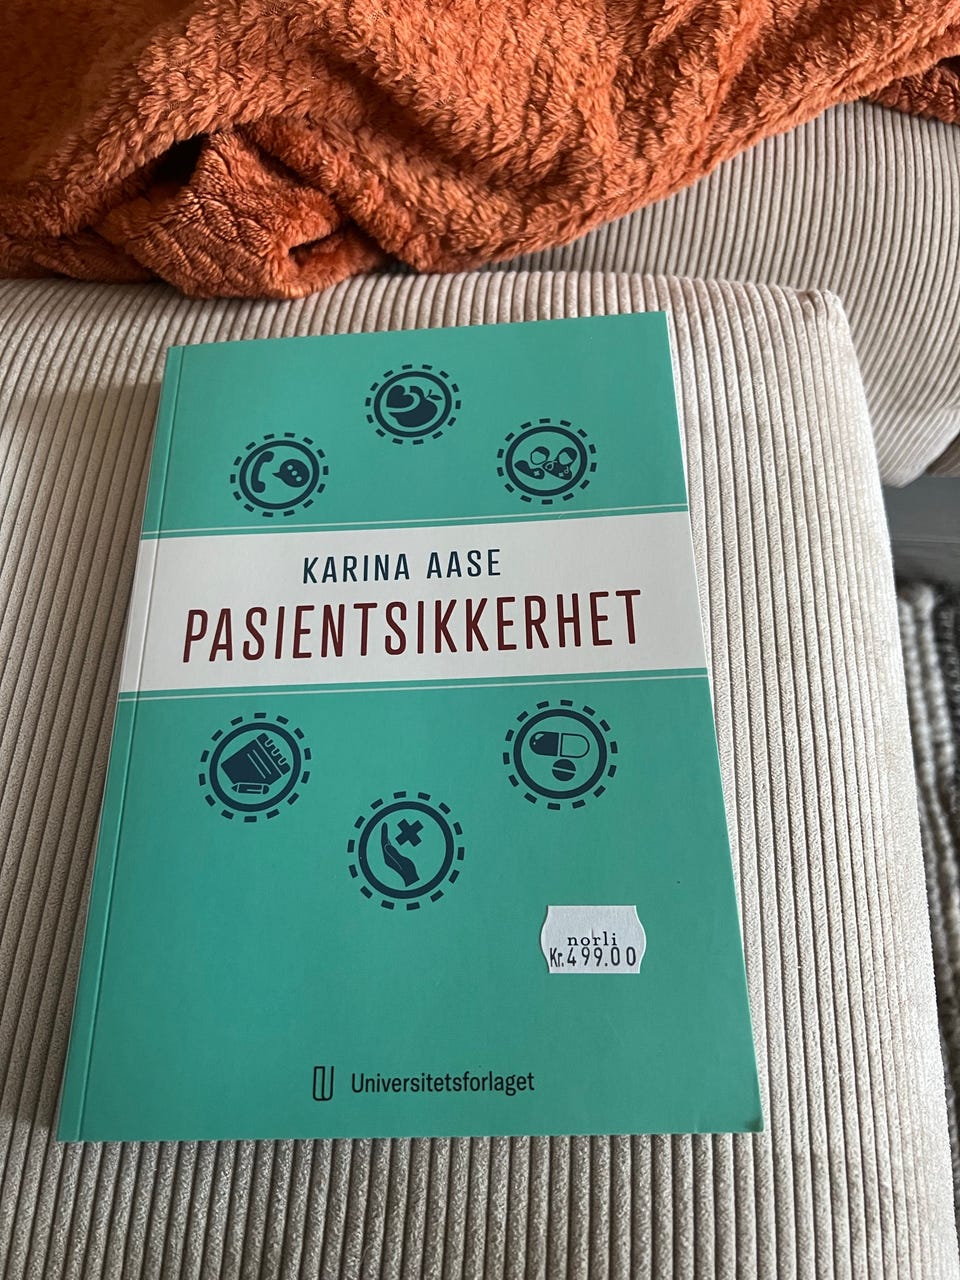 KARINA AASE
PASIENTSIKKERHET
norli
Kr.499.00
Universitetsforlaget